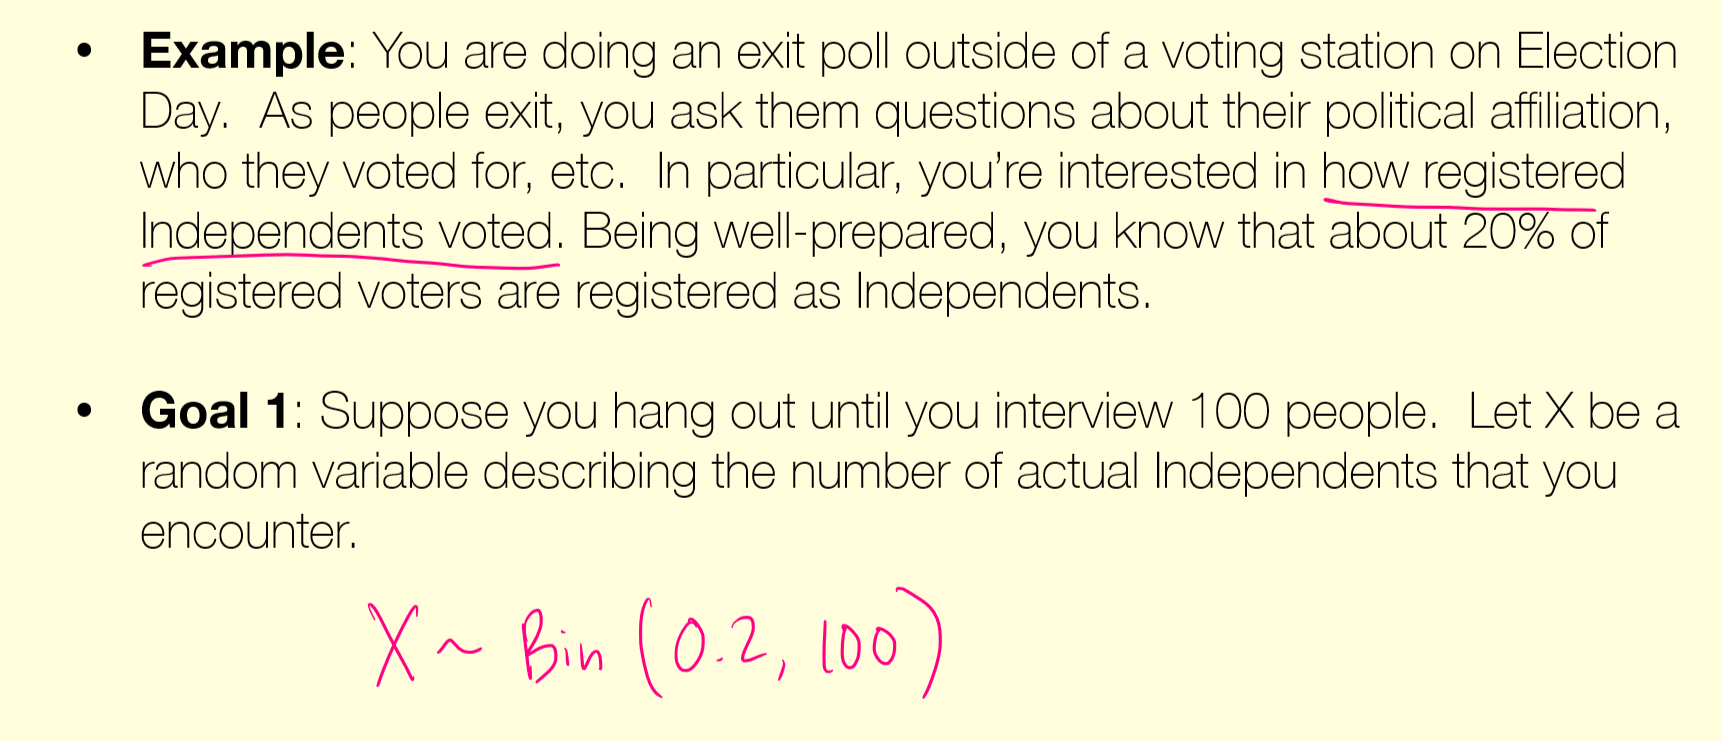 • Example: You are doing an exit poll outside of a voting station on Election
Day.  As people exit, you ask them questions about their political affiliation,
who they voted for, etc.  In particular, you’re interested in how registered
Independents voted. Being well-prepared, you know that about 20% of
registered voters are registered as Independents.
• Goal 1: Suppose you hang out until you interview 100 people.  Let X be a
random variable describing the number of actual Independents that you
encounter.
X ~ Bin (0.2, 100)